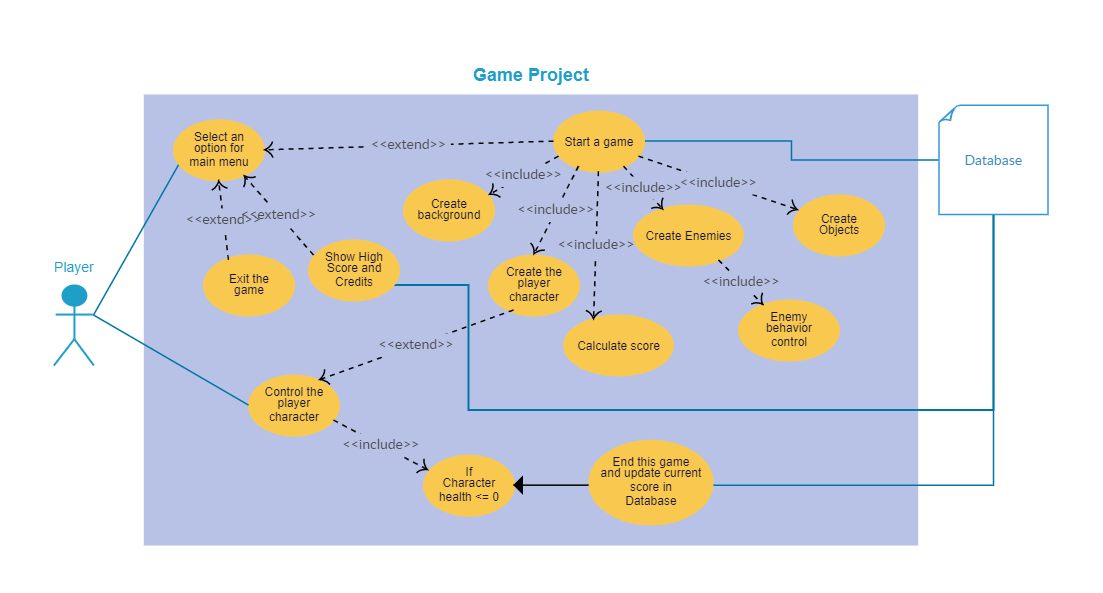 Game Project
Select an
option for
main menu
<<extend>>
Start a game
Database
<<include>>
<<include>>
<<include>>
Create
background
<<include>>
<<extend>>
<<extend>>
Create
Objects
Create Enemies
<<include>>
Player
Exit the
game
Show High
Score and
Credits
Create the
player
character
<<include>>
Enemy
behavior
control
<<extend>>
Calculate score
Control the
player
character
<<include>>
If
Character
health <= 0
End this game
and update current
score in
Database